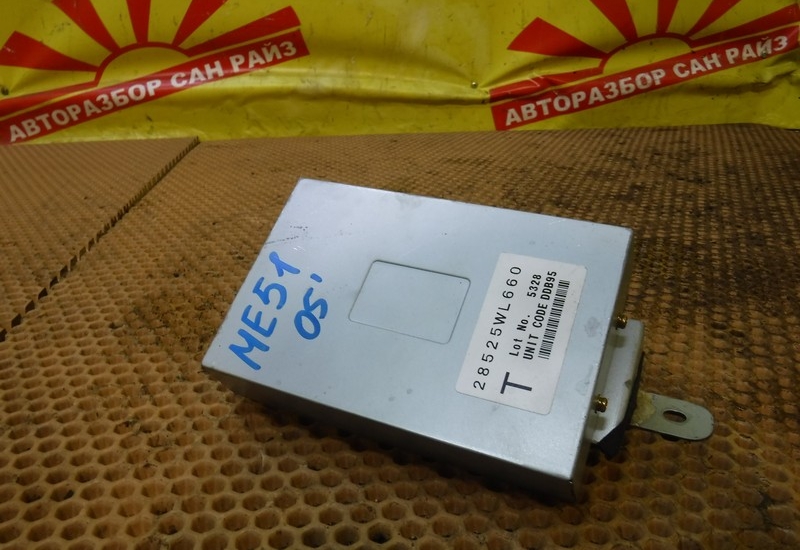 АВТОРАЗБОР САН РАЙЗ
АВТОРАЗБОР САН РАЙЗ
ME51
05'
28525WL660
Lot No. 5328
UNIT CODE DDB95
T